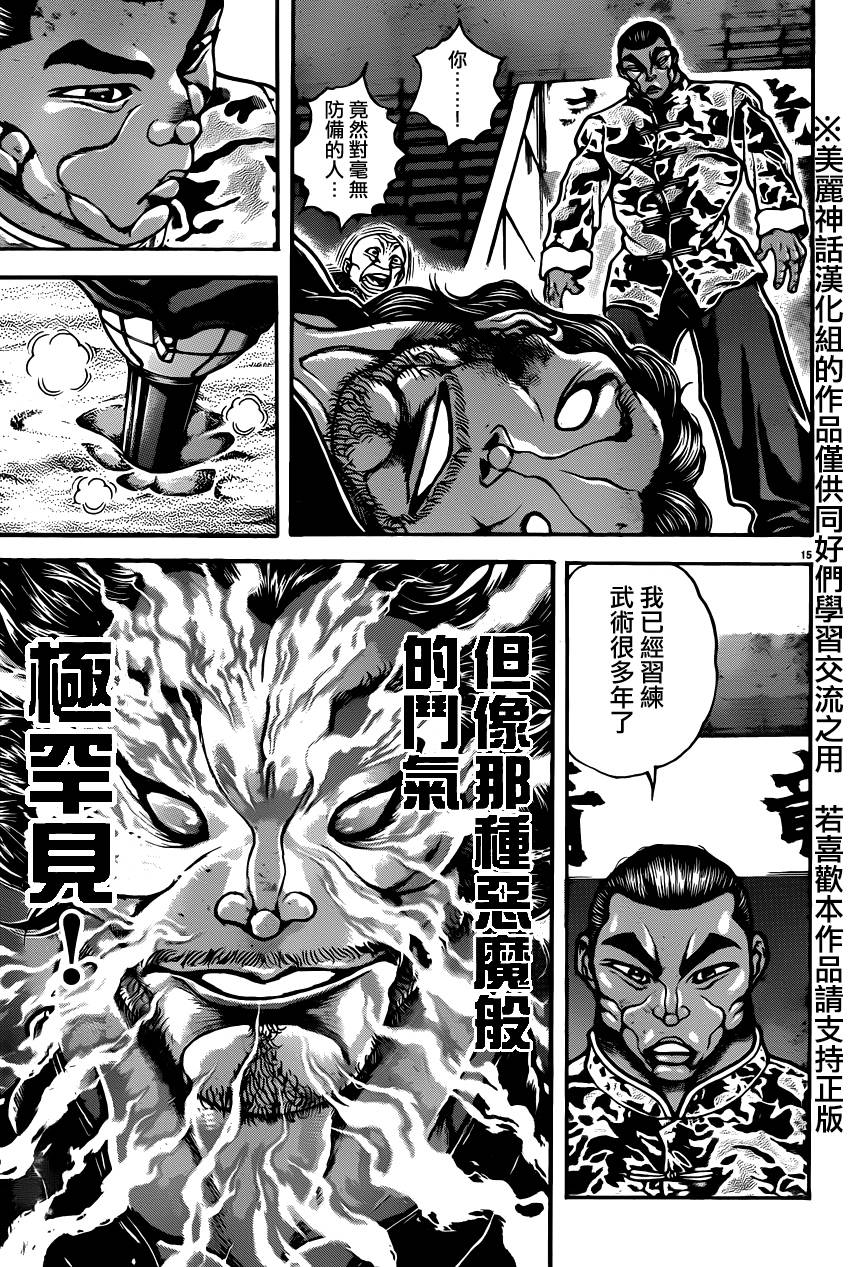 你……！
竟然對毫無
防備的人…
15
我已經習練
武術很多年了
但像那種惡魔般
的鬥氣
極罕見！
※美麗神話漢化組的作品僅供同好們學習交流之用 若喜歡本作品請支持正版